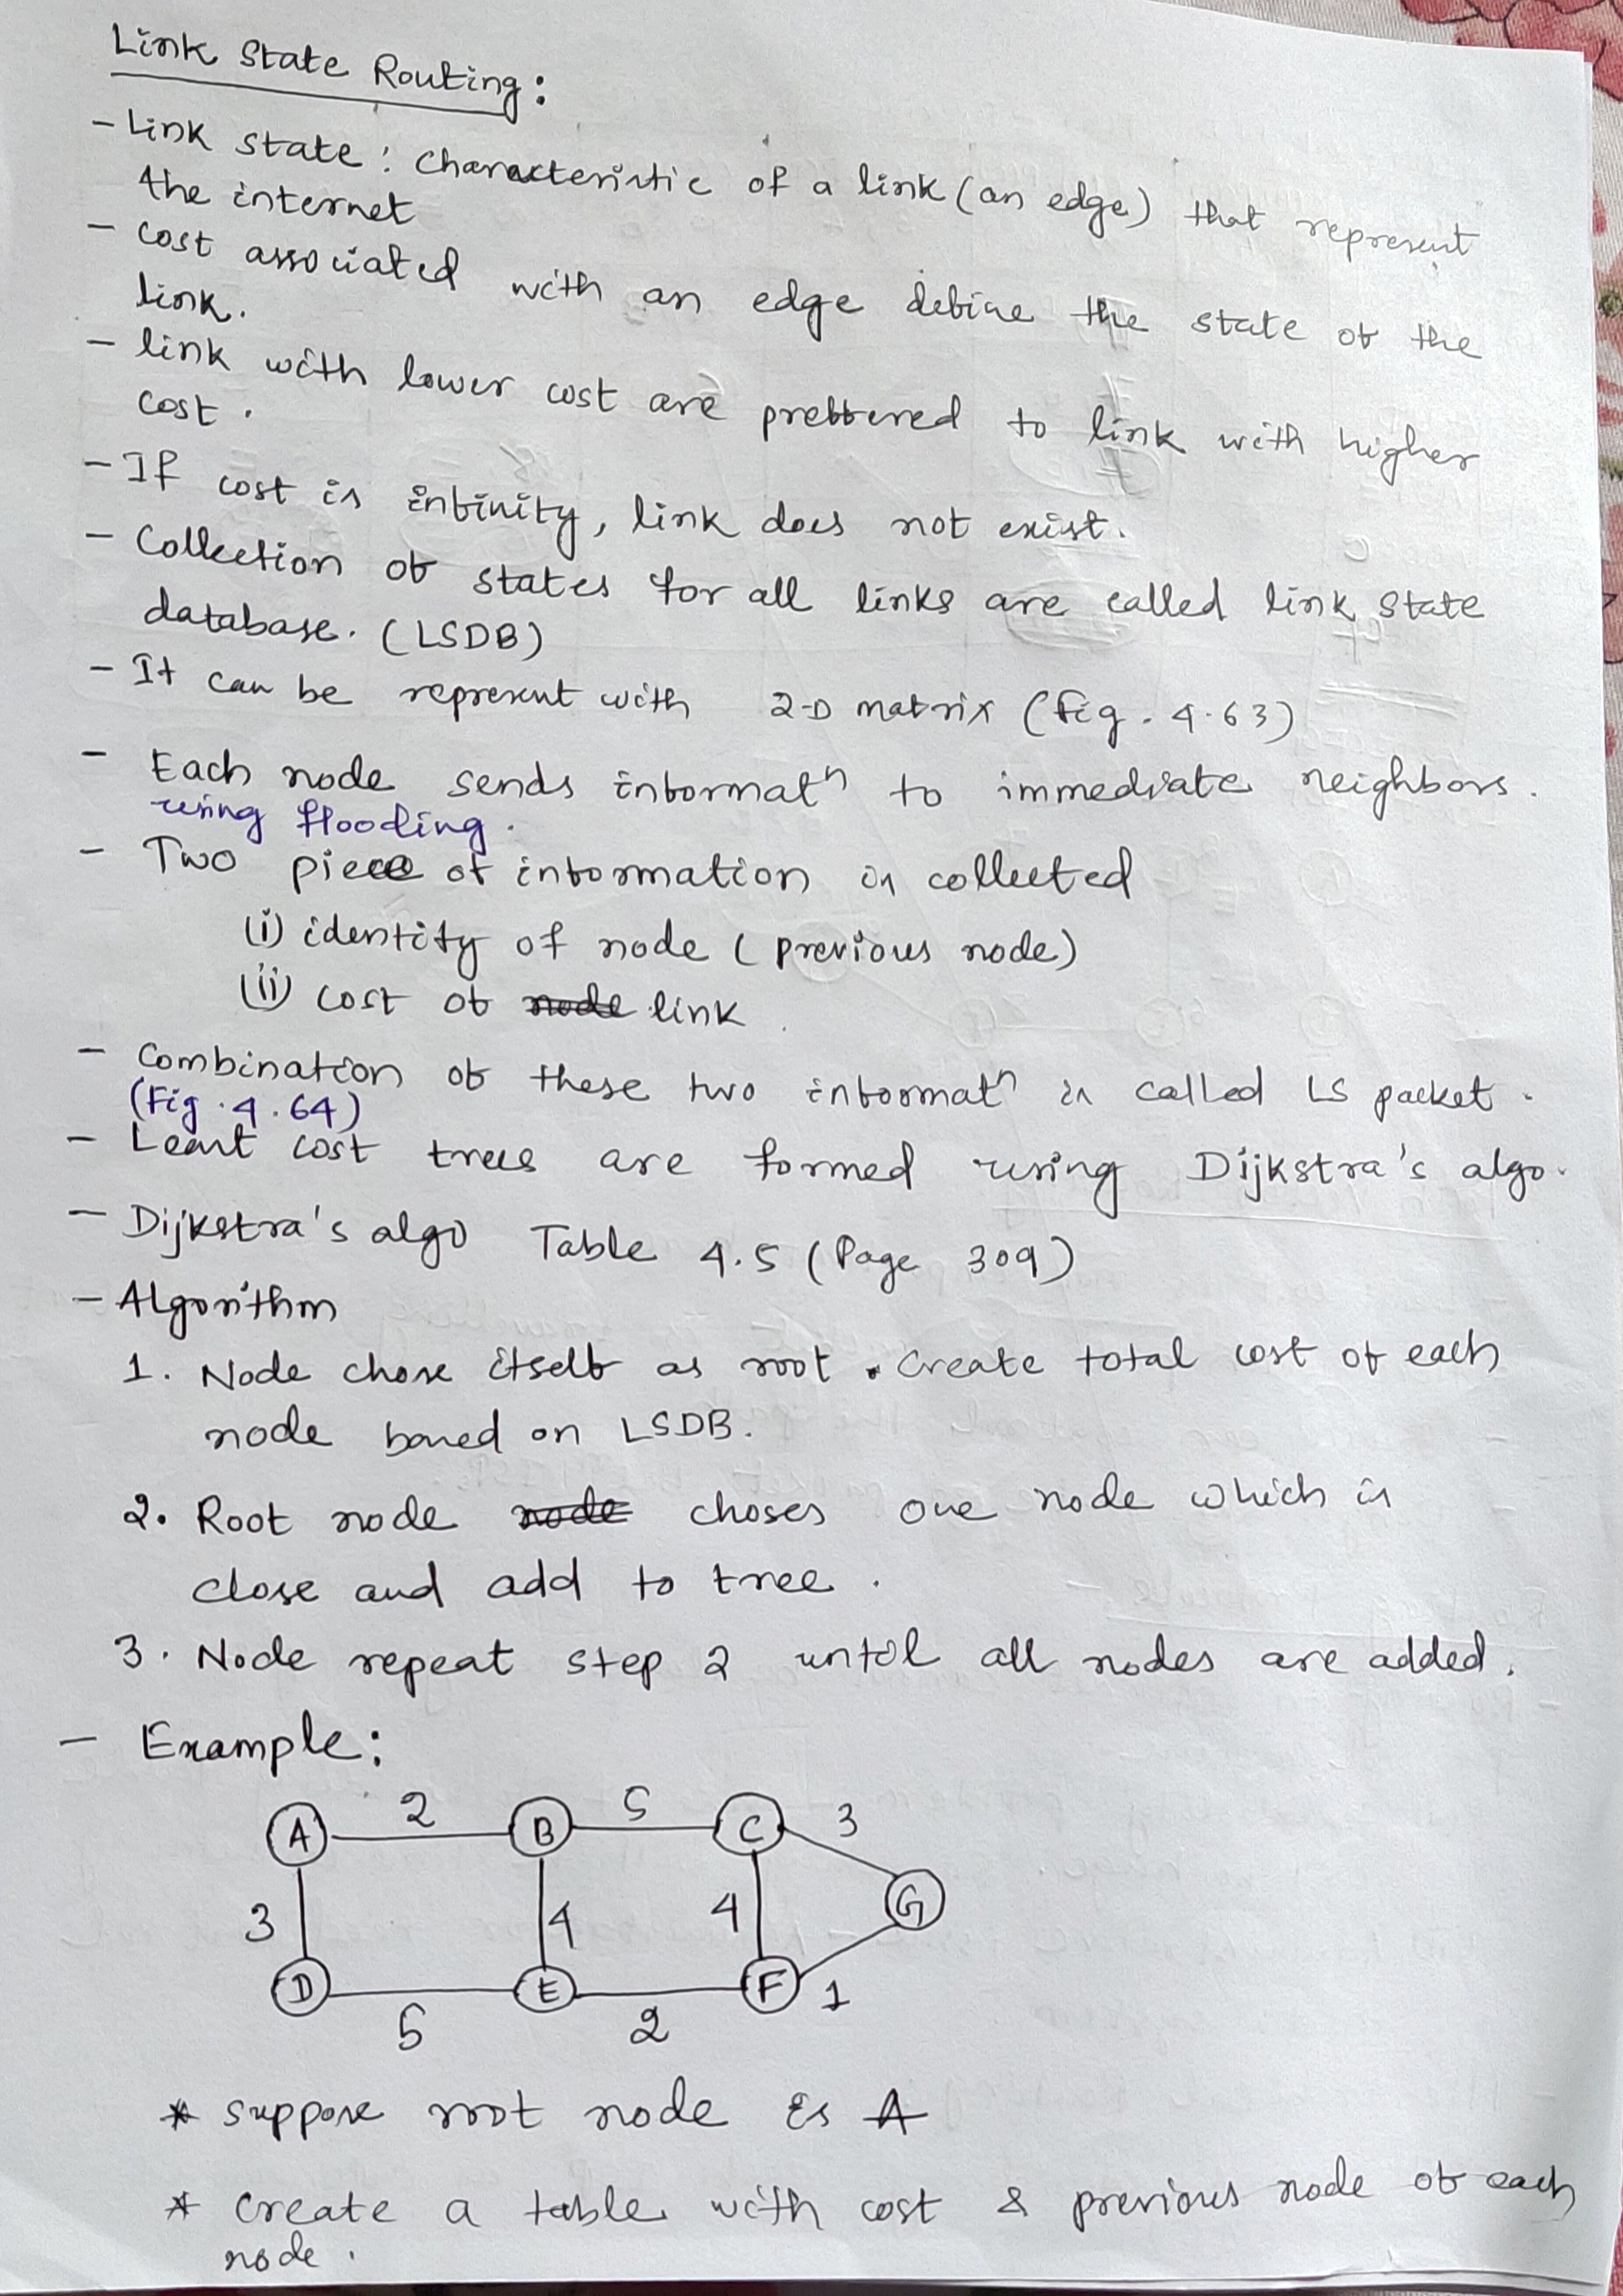 Link State Routing:
- Link state: Characteristic of a link (an edge) that represent
the internet
- cost associated with an edge define the state of the
link.
- link with lower cost are preffered to link with higher
cost.
- If cost is infinity, link does not exist.
- Collection of states for all links are called link state
database. (LSDB)
- It can be represent with 2-D matrix (Fig. 4.63)
- Each node sends informatn to immediate neighbors.
using flooding.
- Two piece of information is collected
(i) identity of node (previous node)
(ii) cost of node link
- Combination of these two informatn is called LS packet.
(Fig. 4.64)
- Least cost trees are formed using Dijkstra's algo.
- Dijkstra's algo Table 4.5 (Page 309)
- Algorithm
1. Node chose itself as root. Create total cost of each
node based on LSDB.
2. Root node node choses one node which is
close and add to tree.
3. Node repeat step 2 until all nodes are added.
- Example:
2 5
A B C 3
3 4 4 G
D E F 1
5 2
* suppose root node is A
* Create a table with cost & previous node of each
node.